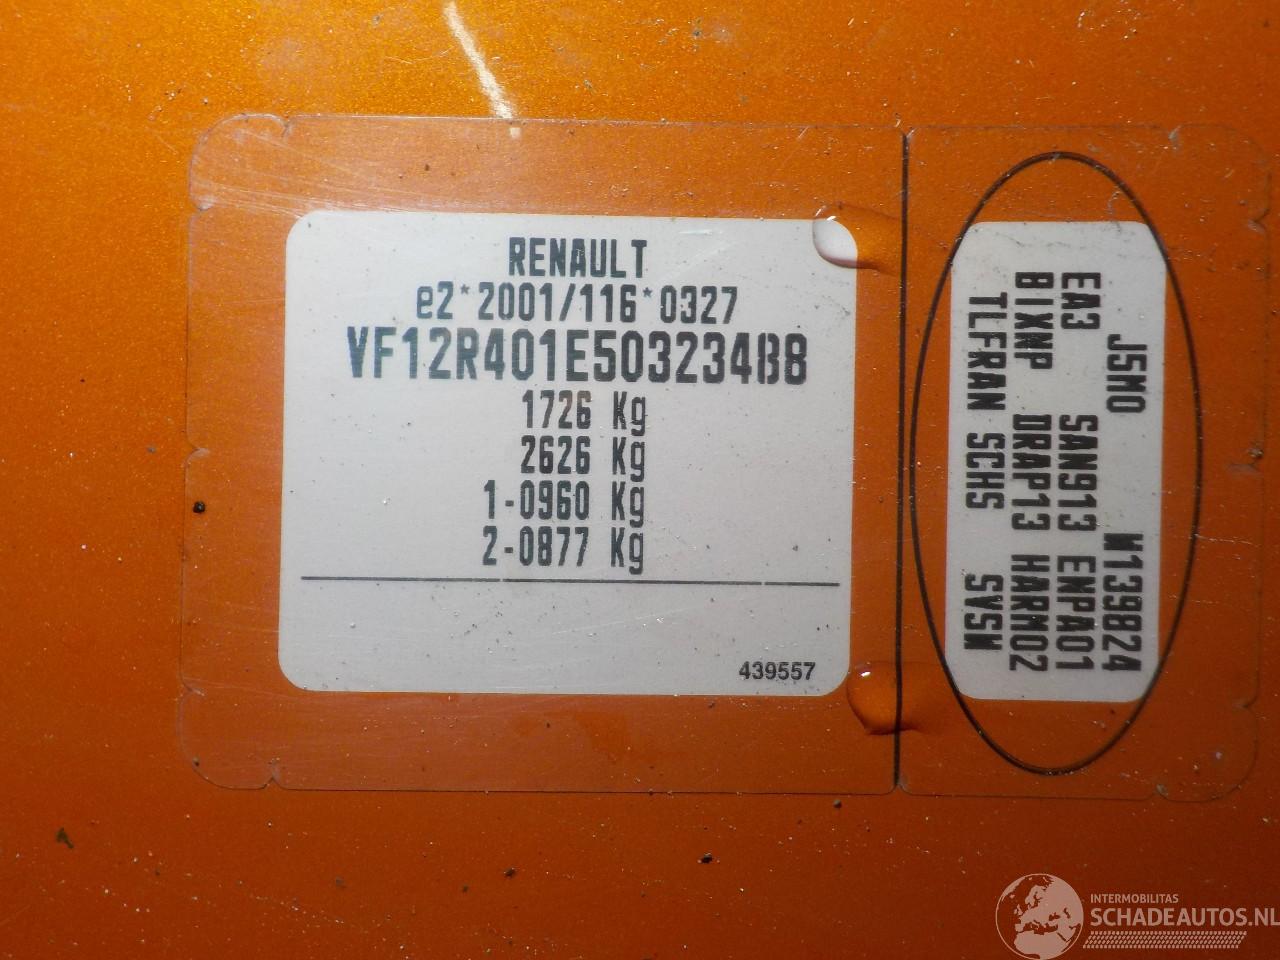 RENAULT
e2*2001/116*0327
VF12R401E50323488
1726 Kg
2626 Kg
1-0960 Kg
2-0877 Kg
439557
J5M0 W139824
EA3 SAN913 ENPA01
BIXNP DRAP13 HARM02
TLFRAN SCHS SVSN
INTERMOBILITAS
SCHADEAUTOS.NL